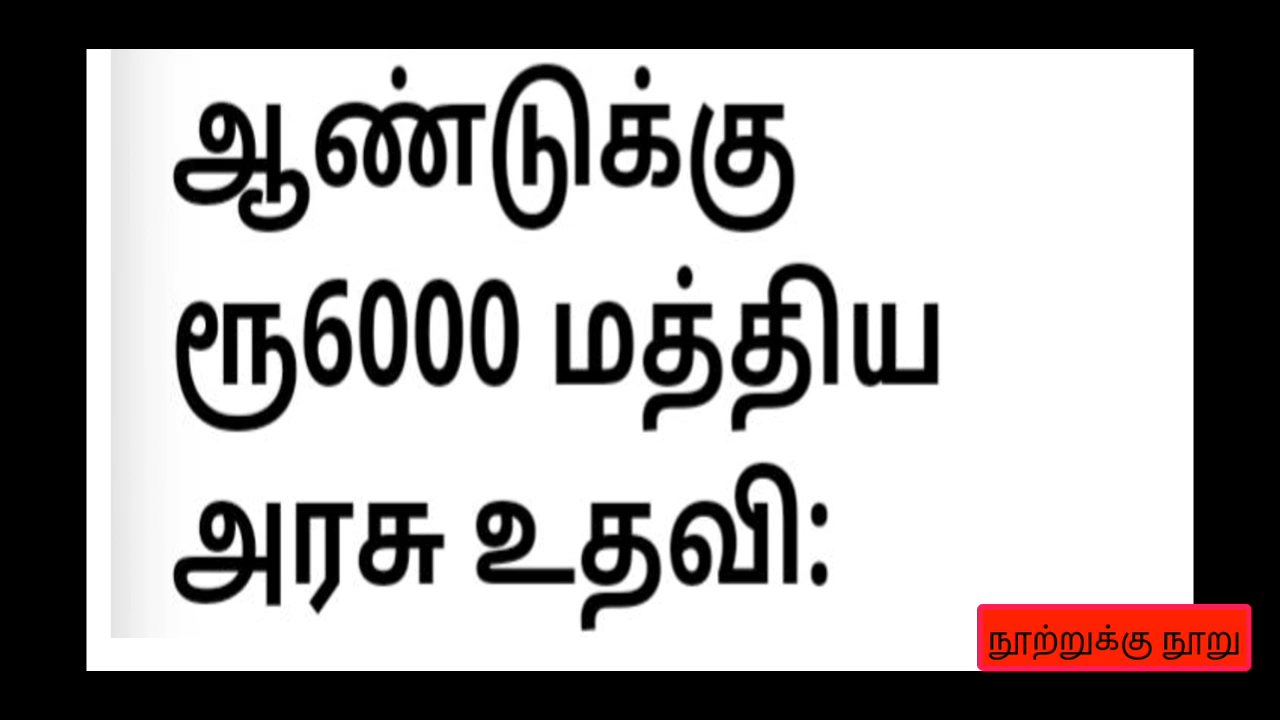 ஆண்டுக்கு
ரூ6000 மத்திய
அரசு உதவி:
நூற்றுக்கு நூறு